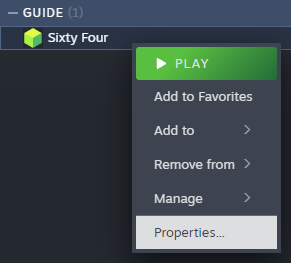 GUIDE (1)
Sixty Four
PLAY
Add to Favorites
Add to
Remove from
Manage
Properties...